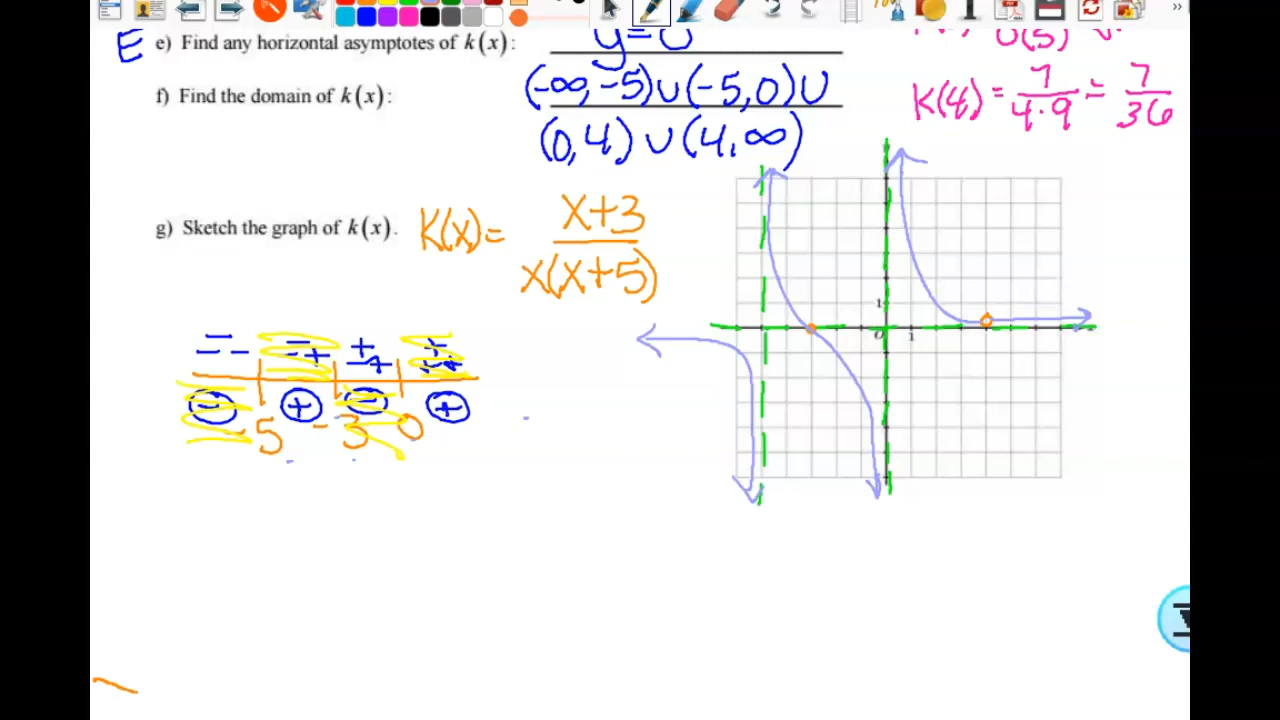 E e) Find any horizontal asymptotes of k(x): y=0
f) Find the domain of k(x): (-∞,-5)∪(-5,0)∪
(0,4)∪(4,∞)
K(4) = 7/(4·9) = 7/36
g) Sketch the graph of k(x). K(x) = (x+3)/(x(x+5))
- + - +
-5 -3 0
1
0 1